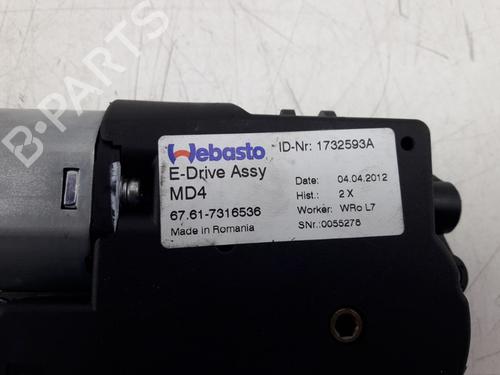 Webasto
ID-Nr: 1732593A
E-Drive Assy
MD4
67.61-7316536
Made in Romania
Date: 04.04.2012
Hist.: 2 X
Worker: WRo L7
SNr.:0055278
B-PARTS